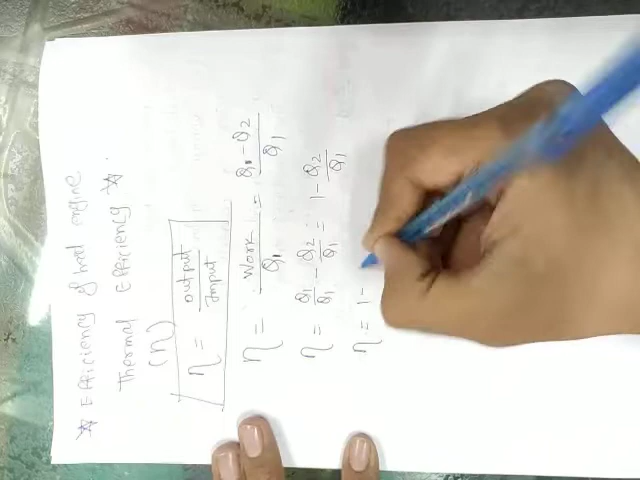 ☆ Efficiency of heat engine
Thermal Efficiency ☆.
(η)
η = output / Input
η = Work / Q1 = Q1 - Q2 / Q1
η = Q1 / Q1 - Q2 / Q1 = 1 - Q2 / Q1
η = 1 -